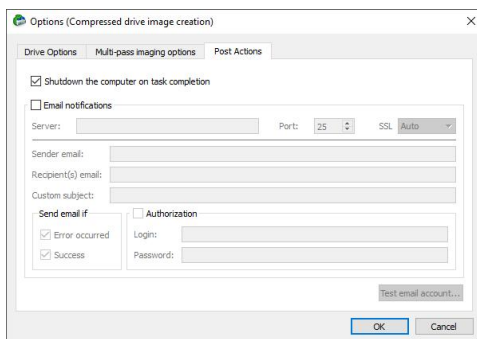 Options (Compressed drive image creation)
Drive Options Multi-pass imaging options Post Actions
Shutdown the computer on task completion
Email notifications
Server: Port: 25 SSL Auto
Sender email:
Recipient(s) email:
Custom subject:
Send email if Authorization
Error occurred Login:
Success Password:
Test email account...
OK Cancel